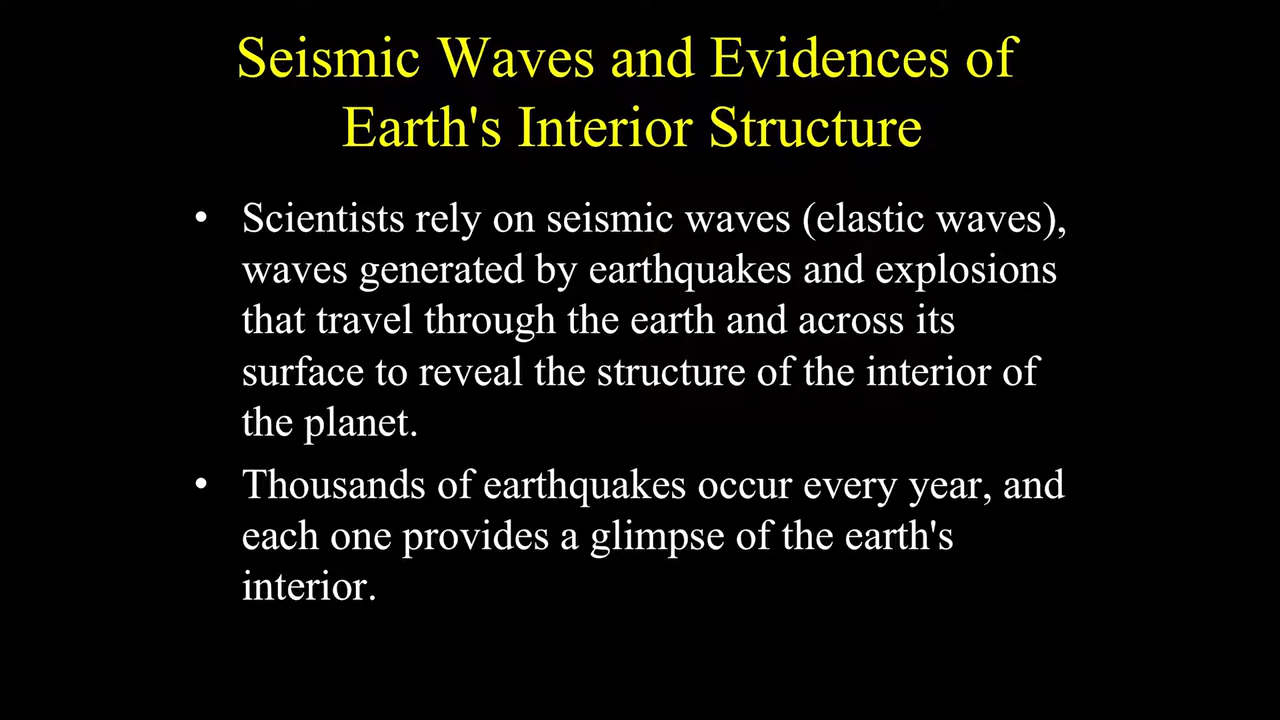 Seismic Waves and Evidences of
Earth's Interior Structure
• Scientists rely on seismic waves (elastic waves),
waves generated by earthquakes and explosions
that travel through the earth and across its
surface to reveal the structure of the interior of
the planet.
• Thousands of earthquakes occur every year, and
each one provides a glimpse of the earth's
interior.